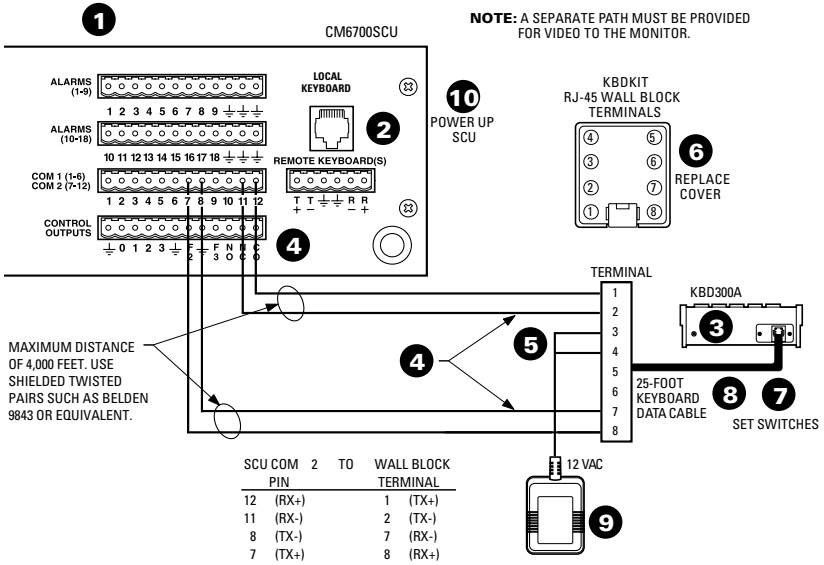 1
CM6700SCU
NOTE: A SEPARATE PATH MUST BE PROVIDED
FOR VIDEO TO THE MONITOR.
ALARMS
(1-9)
1 2 3 4 5 6 7 8 9
LOCAL
KEYBOARD
2
10
POWER UP
SCU
ALARMS
(10-18)
10 11 12 13 14 15 16 17 18
REMOTE KEYBOARD(S)
T T R R
+ - - +
COM 1 (1-6)
COM 2 (7-12)
1 2 3 4 5 6 7 8 9 10 11 12
CONTROL
OUTPUTS
0 1 2 3 F2 F3 NO NC CO
4
KBDKIT
RJ-45 WALL BLOCK
TERMINALS
4 5
3 6
2 7
1 8
6
REPLACE
COVER
TERMINAL
1
2
3
4
5
6
7
8
KBD300A
3
MAXIMUM DISTANCE
OF 4,000 FEET. USE
SHIELDED TWISTED
PAIRS SUCH AS BELDEN
9843 OR EQUIVALENT.
4
5
25-FOOT
KEYBOARD
DATA CABLE
8
7
SET SWITCHES
12 VAC
9
SCU COM 2 TO WALL BLOCK
PIN TERMINAL
12 (RX+) 1 (TX+)
11 (RX-) 2 (TX-)
8 (TX-) 7 (RX-)
7 (TX+) 8 (RX+)